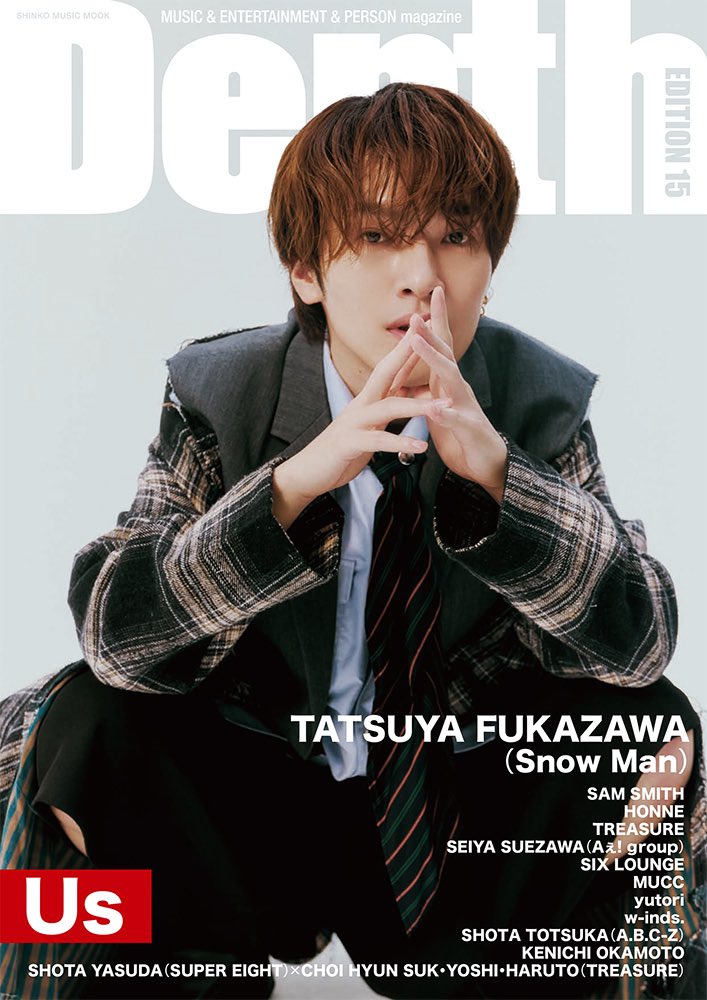 SHINKO MUSIC MOOK
MUSIC & ENTERTAINMENT & PERSON magazine
Depth
EDITION 15
TATSUYA FUKAZAWA
(Snow Man)
SAM SMITH
HONNE
TREASURE
SEIYA SUEZAWA(Aぇ! group)
SIX LOUNGE
MUCC
yutori
w-inds.
SHOTA TOTSUKA(A.B.C-Z)
KENICHI OKAMOTO
SHOTA YASUDA(SUPER EIGHT)×CHOI HYUN SUK・YOSHI・HARUTO(TREASURE)
Us